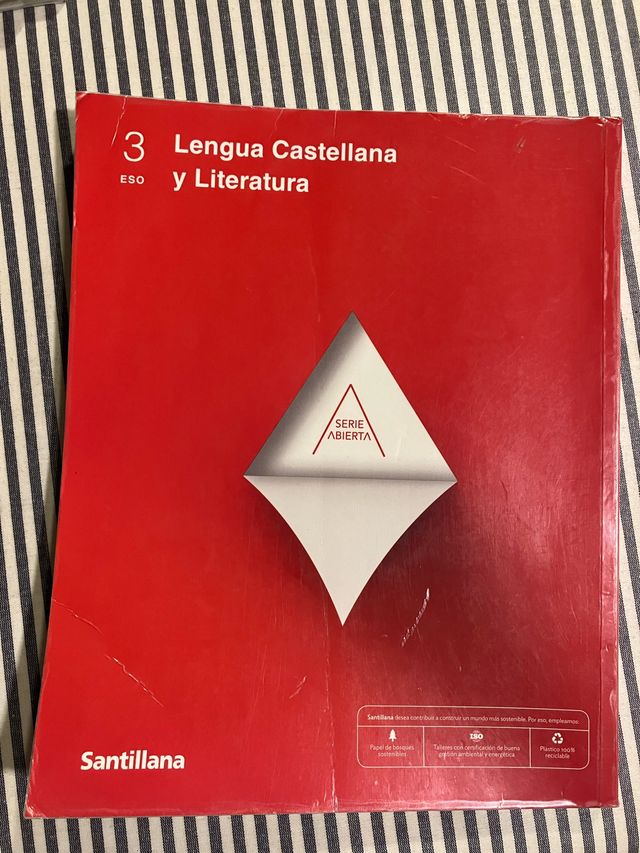 3
ESO
Lengua Castellana
y Literatura
SERIE
ABIERTA
Santillana desea contribuir a construir un mundo más sostenible. Por eso, empleamos:
Papel de bosques
sostenibles
ISO
Talleres con certificación de buena
gestión ambiental y energética
Plástico 100%
reciclable
Santillana